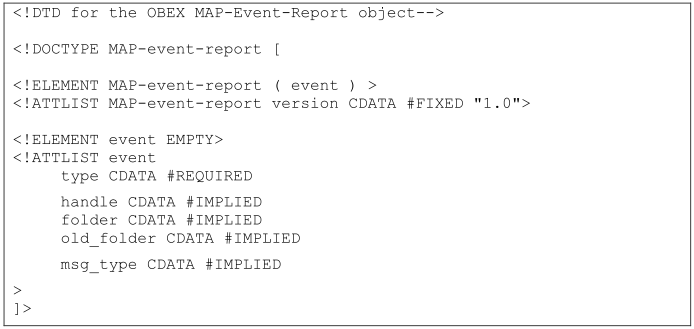 <!DTD for the OBEX MAP-Event-Report object-->
<!DOCTYPE MAP-event-report [
<!ELEMENT MAP-event-report ( event ) >
<!ATTLIST MAP-event-report version CDATA #FIXED "1.0">
<!ELEMENT event EMPTY>
<!ATTLIST event
type CDATA #REQUIRED
handle CDATA #IMPLIED
folder CDATA #IMPLIED
old_folder CDATA #IMPLIED
msg_type CDATA #IMPLIED
>
]>